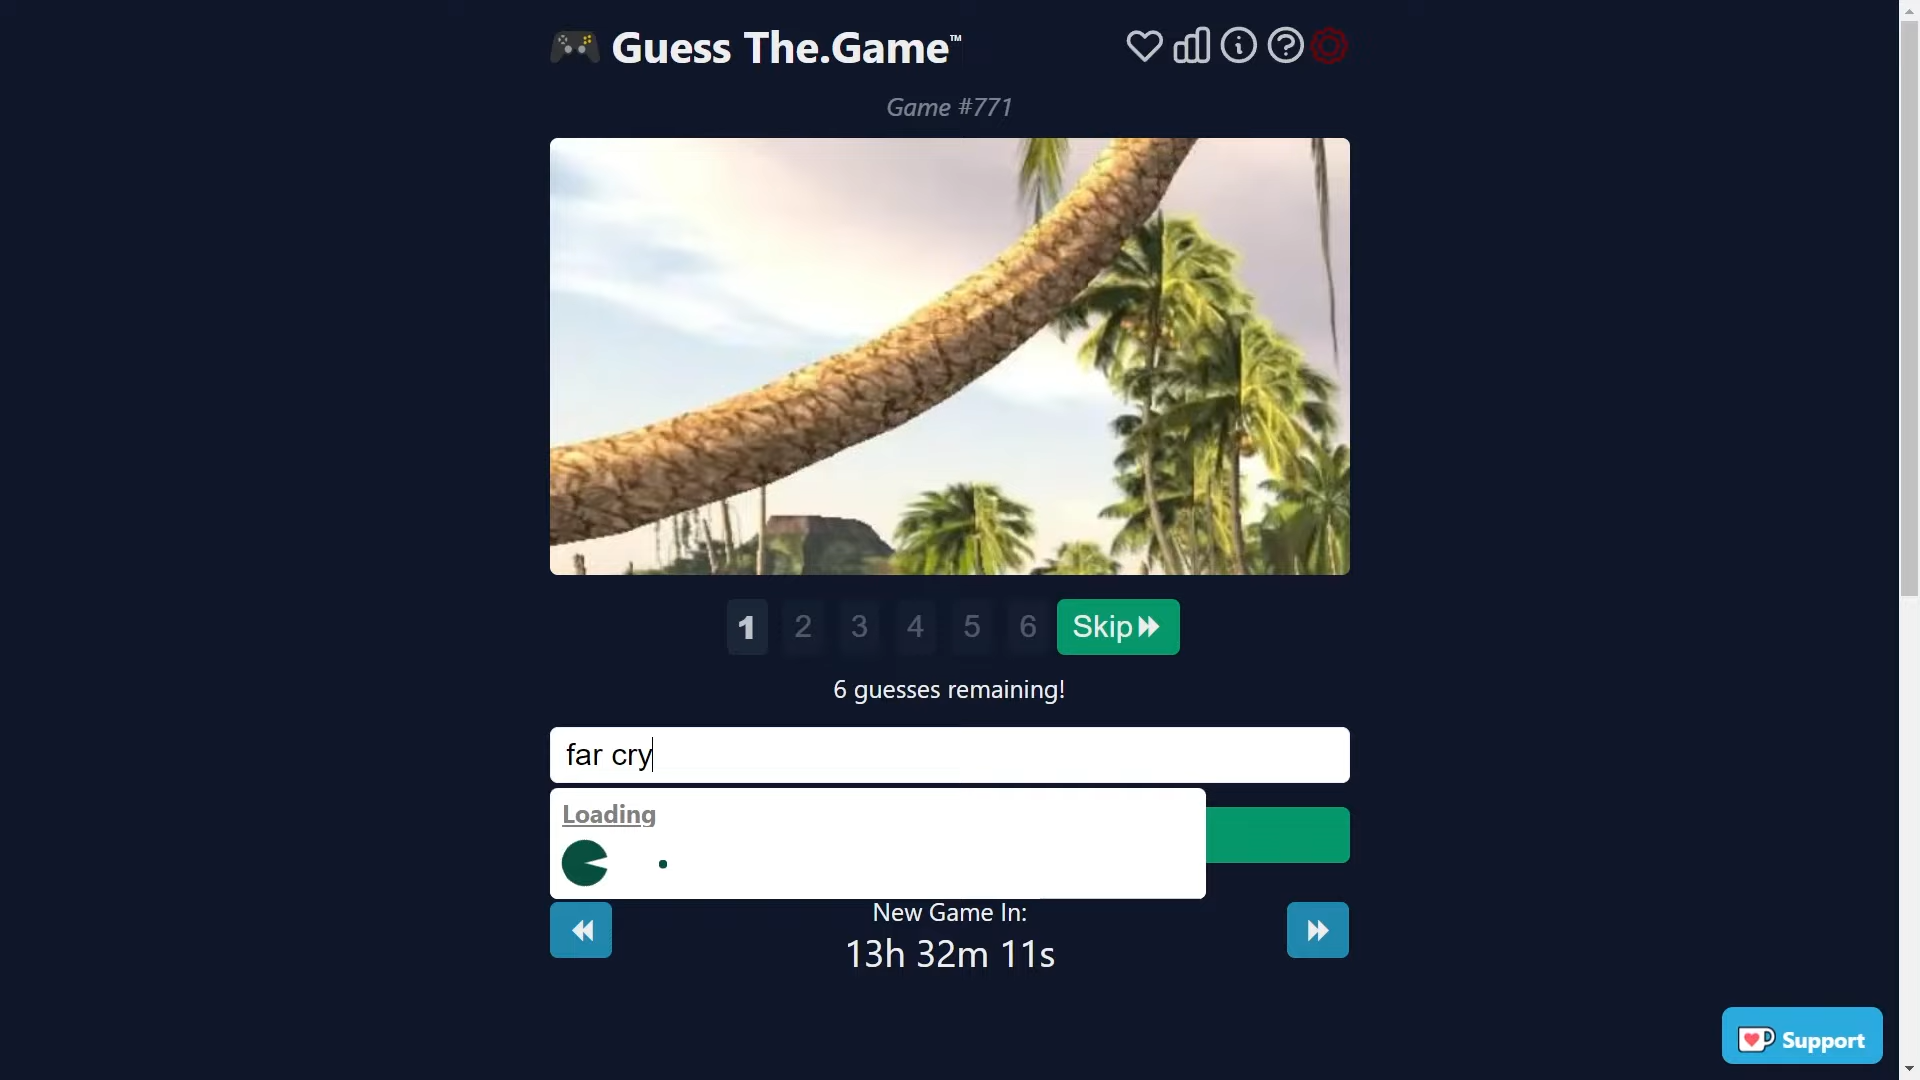 Guess The.Game™
Game #771
1 2 3 4 5 6 Skip
6 guesses remaining!
far cry
Loading
New Game In:
13h 32m 11s
Support